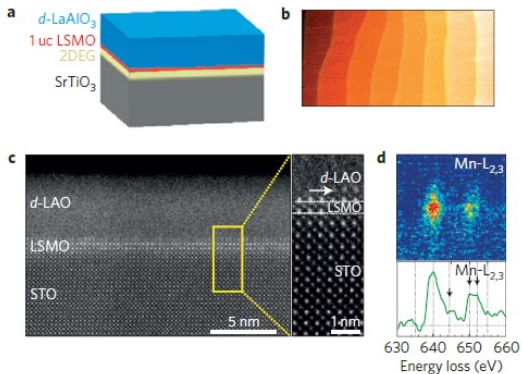 a
d-LaAlO3
1 uc LSMO
2DEG
SrTiO3
b
c
d-LAO
LSMO
STO
5 nm
d-LAO
LSMO
STO
1 nm
d
Mn-L2,3
Mn-L2,3
630 640 650 660
Energy loss (eV)